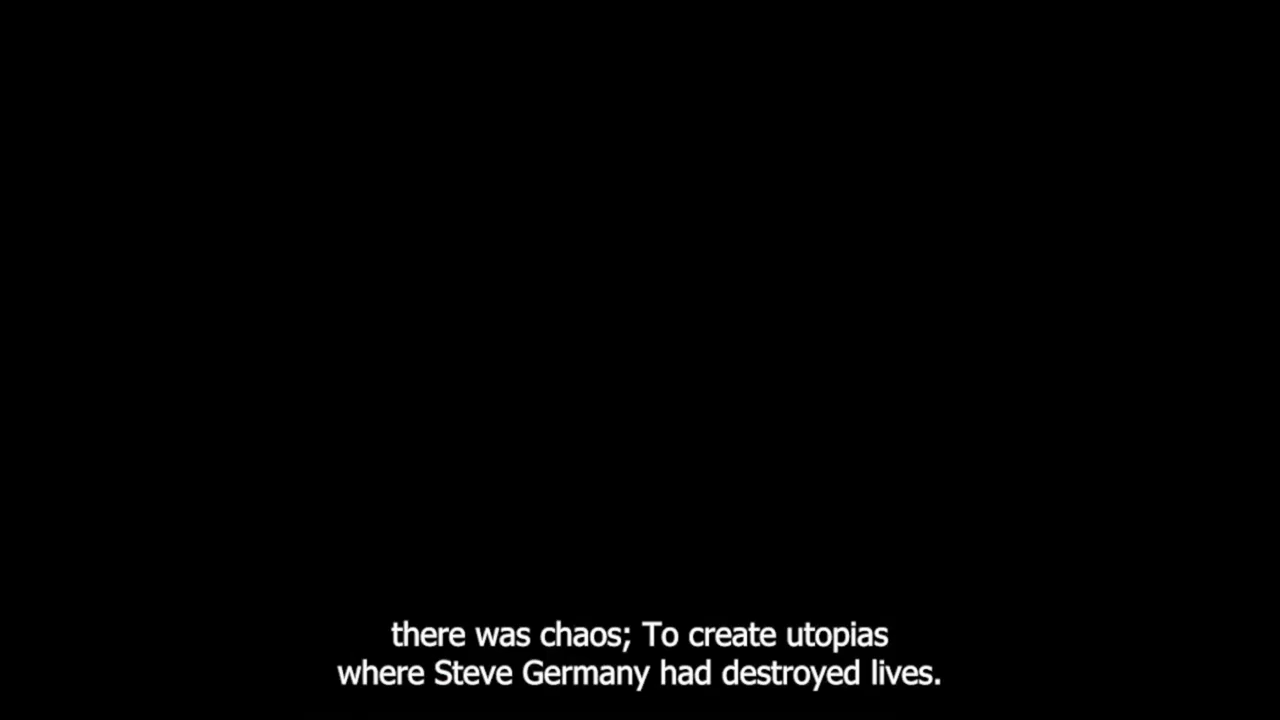 there was chaos; To create utopias
where Steve Germany had destroyed lives.